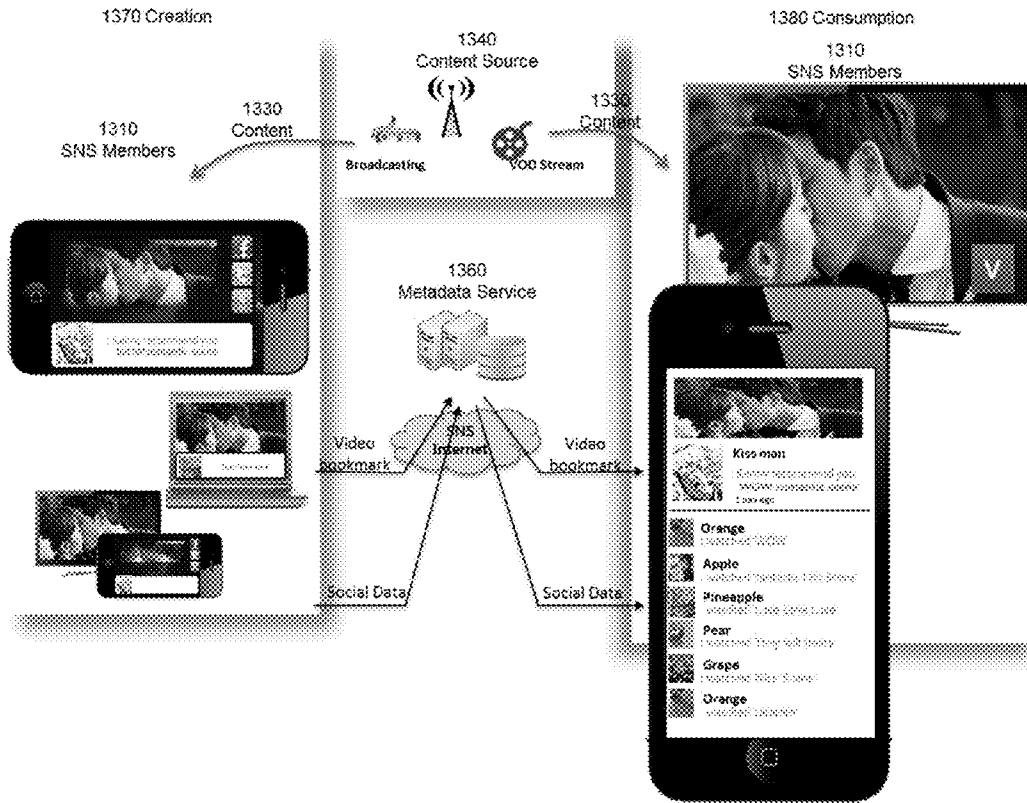 1370 Creation
1380 Consumption
1340
Content Source
1310
SNS Members
1330
Content
1310
SNS Members
1330
Content
Broadcasting
VOD Stream
1360
Metadata Service
V
SNS
Internet
Video
bookmark
Video
bookmark
Social Data
Social Data
Kiss man
Orange
Apple
Pineapple
Pear
Grape
Orange